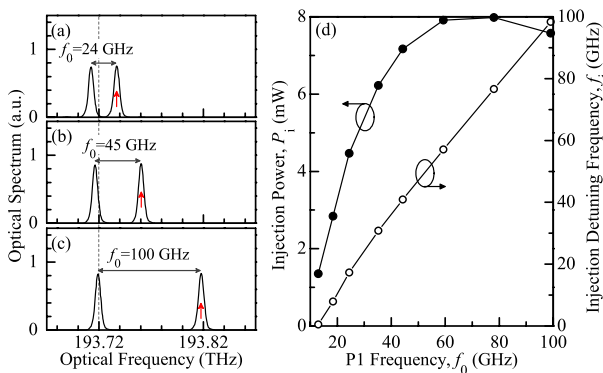 (a)
f0=24 GHz
1
0
(b)
f0=45 GHz
1
0
(c)
f0=100 GHz
1
0
Optical Spectrum (a.u.)
193.72
193.82
Optical Frequency (THz)
(d)
8
6
4
2
0
Injection Power, Pi (mW)
100
80
60
40
20
0
Injection Detuning Frequency, fi (GHz)
20
40
60
80
100
P1 Frequency, f0 (GHz)